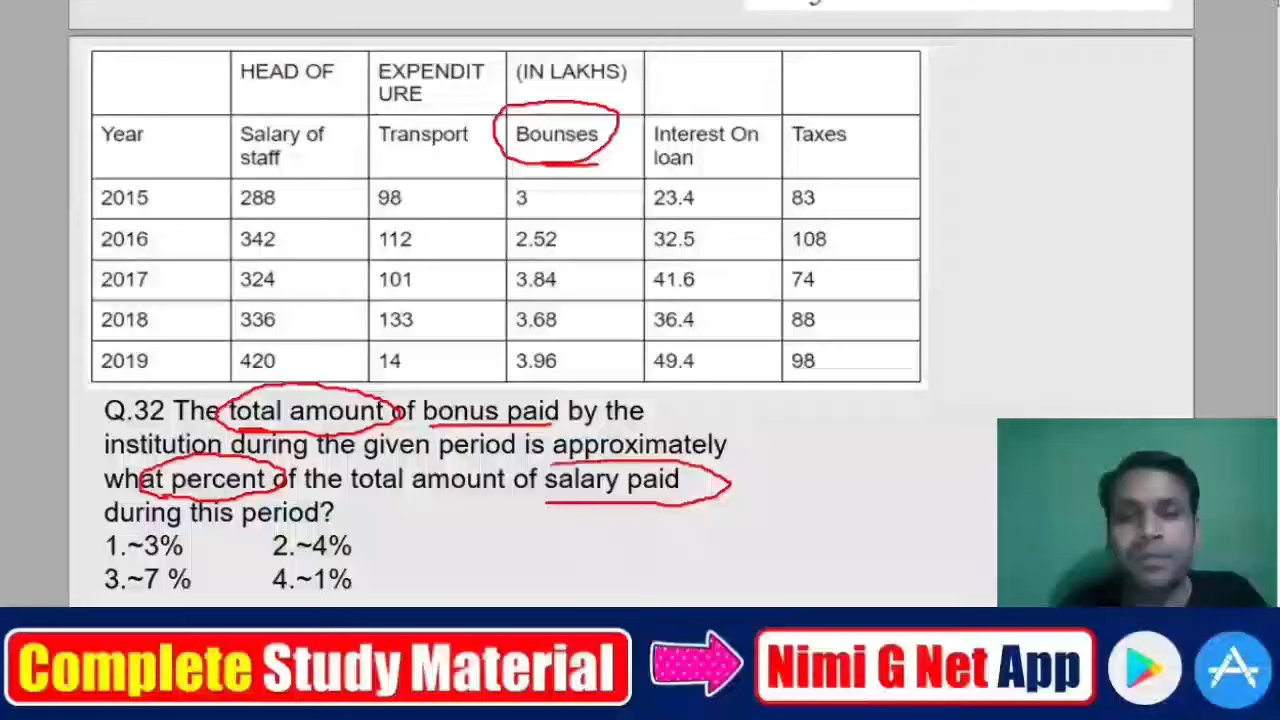 HEAD OF EXPENDIT (IN LAKHS)
URE
Year Salary of Transport Bounses Interest On Taxes
staff loan
2015 288 98 3 23.4 83
2016 342 112 2.52 32.5 108
2017 324 101 3.84 41.6 74
2018 336 133 3.68 36.4 88
2019 420 14 3.96 49.4 98
Q.32 The total amount of bonus paid by the
institution during the given period is approximately
what percent of the total amount of salary paid
during this period?
1.~3% 2.~4%
3.~7 % 4.~1%
Complete Study Material Nimi G Net App